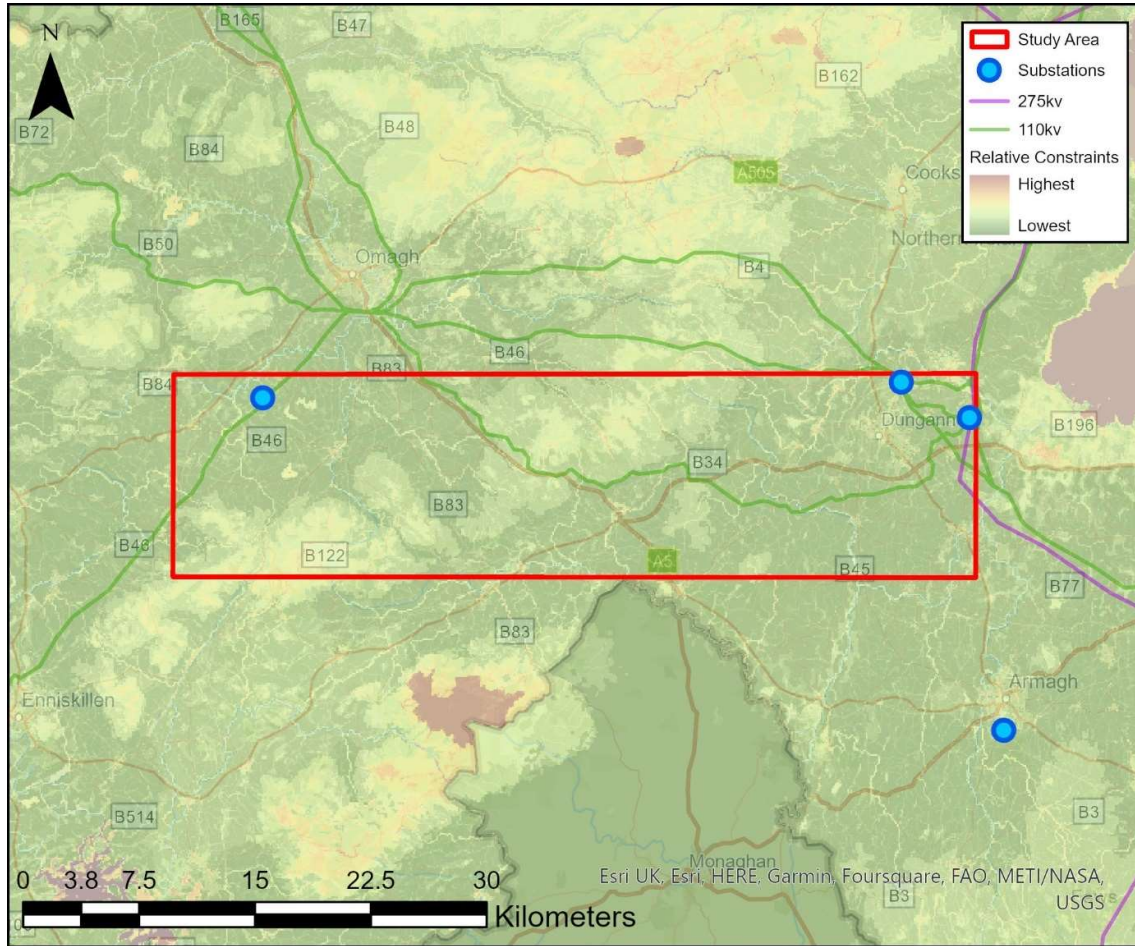 B165
B47
N
B162
B72
B48
B84
A505
Cooks
B50
Northern
Omagh
B4
B46
B83
B84
Dungann
B196
B46
B34
B83
B46
B122
A5
B45
B77
B83
Enniskillen
Armagh
B514
B3
Monaghan
B3
Study Area
Substations
275kv
110kv
Relative Constraints
Highest
Lowest
0 3.8 7.5 15 22.5 30
Kilometers
Esri UK, Esri, HERE, Garmin, Foursquare, FAO, METI/NASA,
USGS